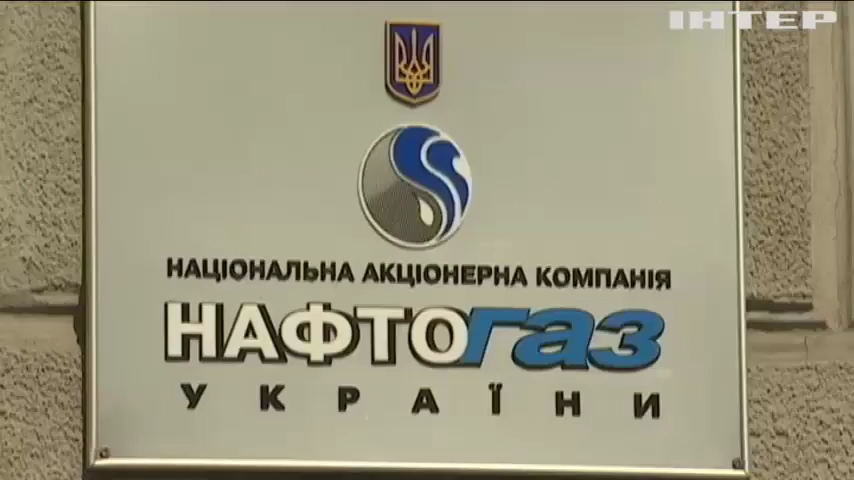 ІНТЕР
НАЦІОНАЛЬНА АКЦІОНЕРНА КОМПАНІЯ
НАФТОГАЗ
УКРАЇНИ